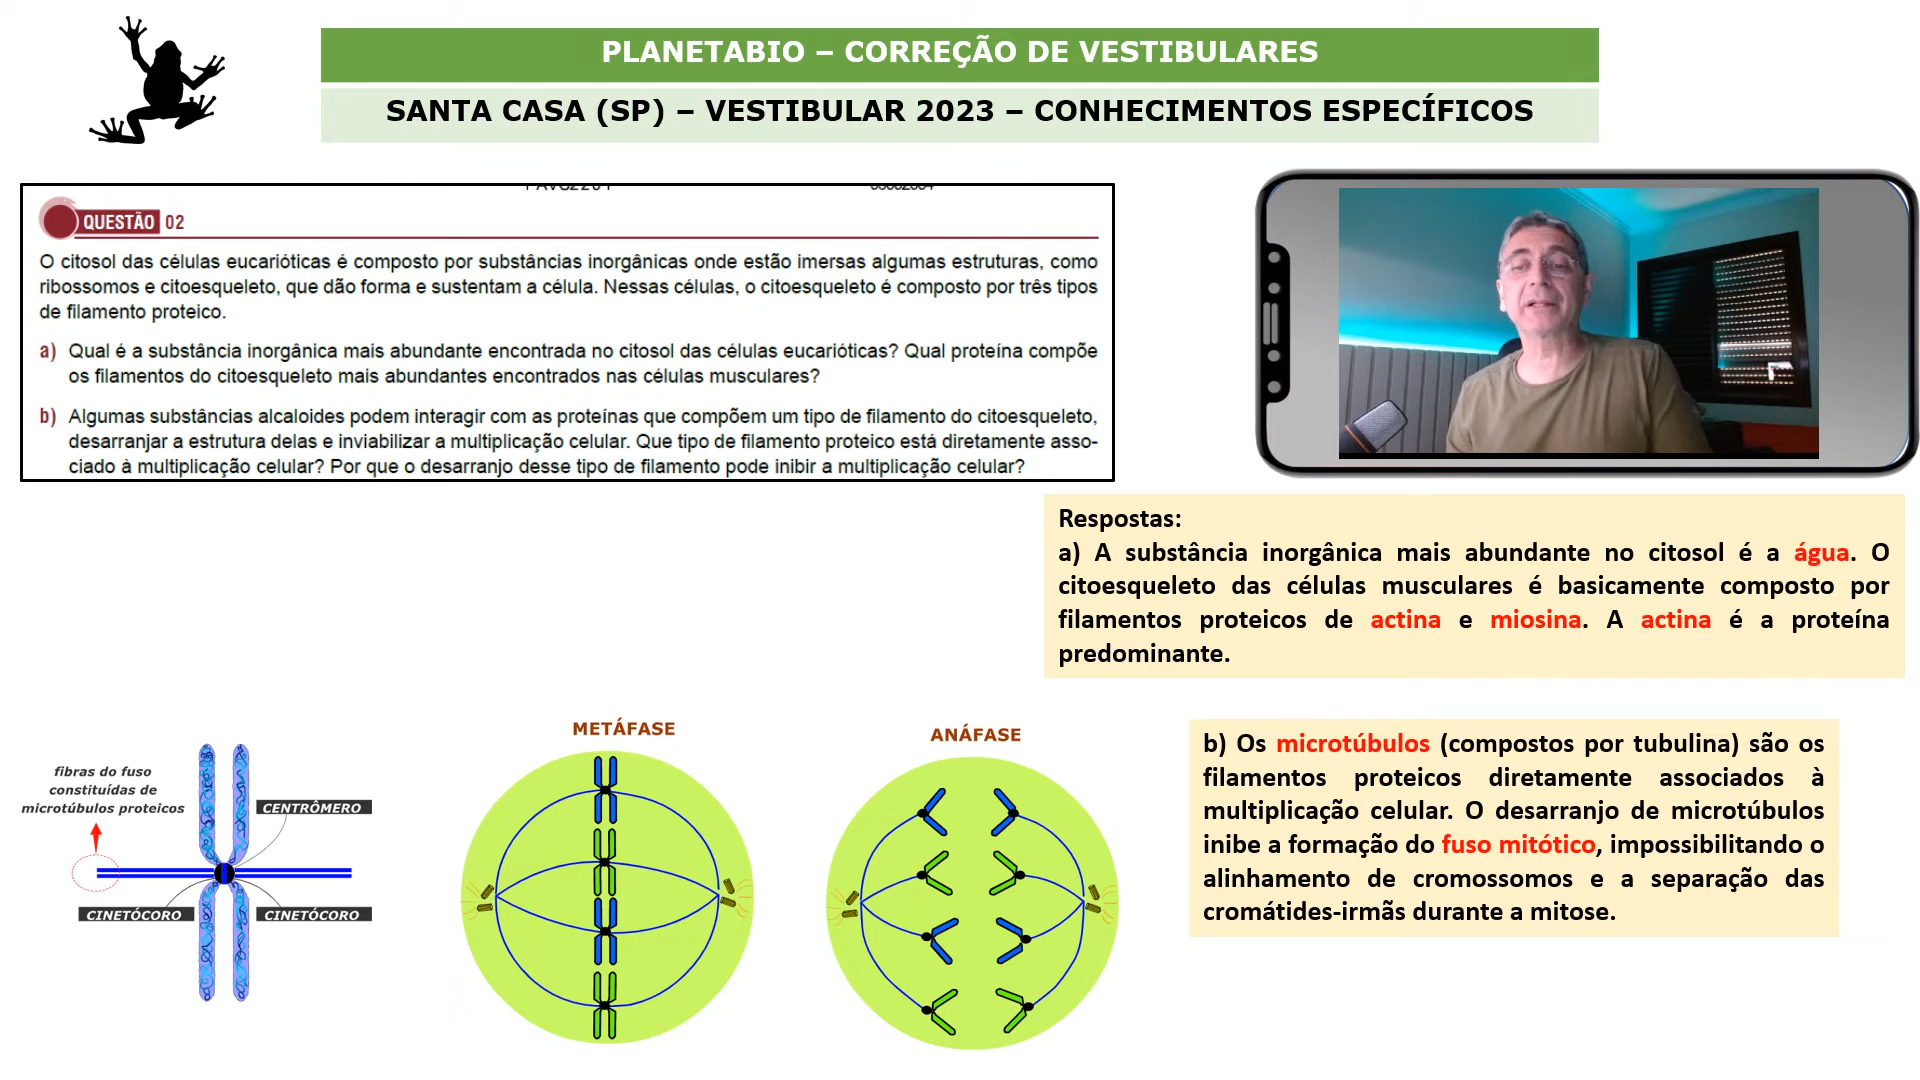 PLANETABIO – CORREÇÃO DE VESTIBULARES
SANTA CASA (SP) – VESTIBULAR 2023 – CONHECIMENTOS ESPECÍFICOS
QUESTÃO 02
O citosol das células eucarióticas é composto por substâncias inorgânicas onde estão imersas algumas estruturas, como
ribossomos e citoesqueleto, que dão forma e sustentam a célula. Nessas células, o citoesqueleto é composto por três tipos
de filamento proteico.
a) Qual é a substância inorgânica mais abundante encontrada no citosol das células eucarióticas? Qual proteína compõe
os filamentos do citoesqueleto mais abundantes encontrados nas células musculares?
b) Algumas substâncias alcaloides podem interagir com as proteínas que compõem um tipo de filamento do citoesqueleto,
desarranjar a estrutura delas e inviabilizar a multiplicação celular. Que tipo de filamento proteico está diretamente asso-
ciado à multiplicação celular? Por que o desarranjo desse tipo de filamento pode inibir a multiplicação celular?
Respostas:
a) A substância inorgânica mais abundante no citosol é a água. O
citoesqueleto das células musculares é basicamente composto por
filamentos proteicos de actina e miosina. A actina é a proteína
predominante.
fibras do fuso
constituídas de
microtúbulos proteicos
CENTRÔMERO
CINETÓCORO
CINETÓCORO
METÁFASE
ANÁFASE
b) Os microtúbulos (compostos por tubulina) são os
filamentos proteicos diretamente associados à
multiplicação celular. O desarranjo de microtúbulos
inibe a formação do fuso mitótico, impossibilitando o
alinhamento de cromossomos e a separação das
cromátides-irmãs durante a mitose.